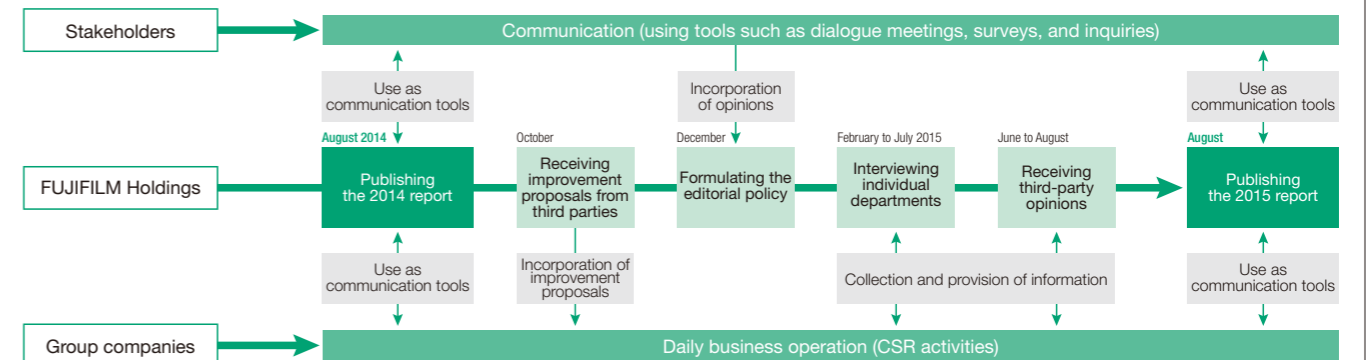 Stakeholders
Communication (using tools such as dialogue meetings, surveys, and inquiries)
Use as
communication tools
Incorporation
of opinions
Use as
communication tools
August 2014
October
December
February to July 2015
June to August
August
FUJIFILM Holdings
Publishing
the 2014 report
Receiving
improvement
proposals from
third parties
Formulating the
editorial policy
Interviewing
individual
departments
Receiving
third-party
opinions
Publishing
the 2015 report
Use as
communication tools
Incorporation of
improvement
proposals
Collection and provision of information
Use as
communication tools
Group companies
Daily business operation (CSR activities)